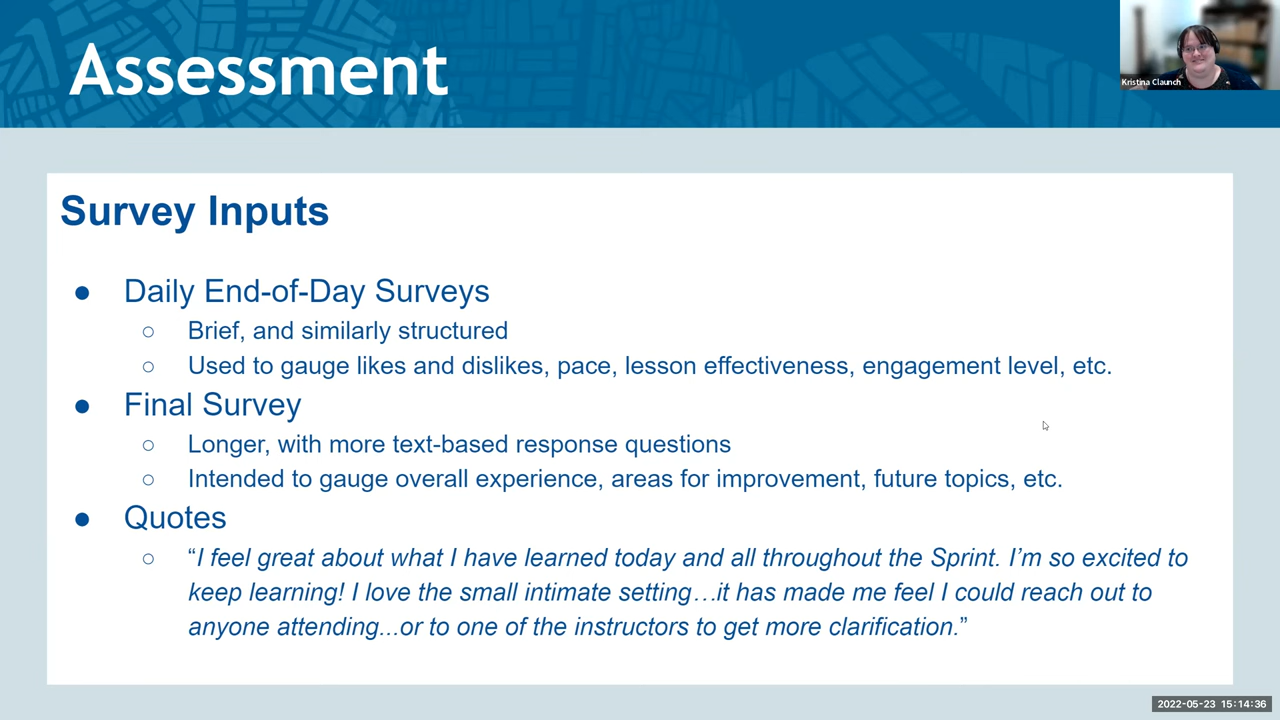 Assessment
Kristina Claunch
Survey Inputs
● Daily End-of-Day Surveys
○ Brief, and similarly structured
○ Used to gauge likes and dislikes, pace, lesson effectiveness, engagement level, etc.
● Final Survey
○ Longer, with more text-based response questions
○ Intended to gauge overall experience, areas for improvement, future topics, etc.
● Quotes
○ “I feel great about what I have learned today and all throughout the Sprint. I’m so excited to
keep learning! I love the small intimate setting…it has made me feel I could reach out to
anyone attending...or to one of the instructors to get more clarification.”
2022-05-23 15:14:36